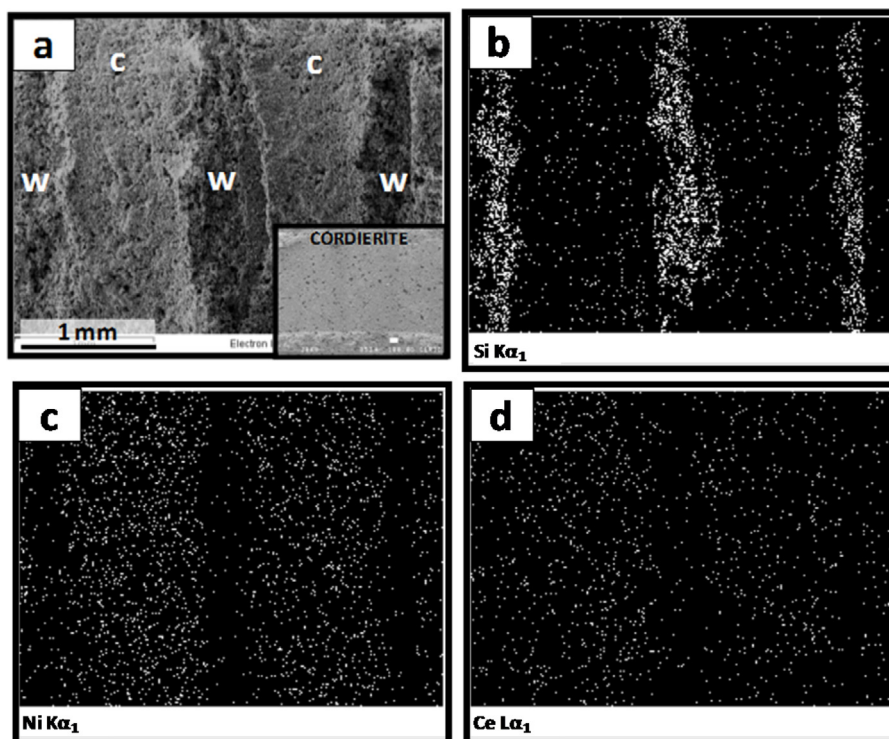 a
b
c
c
W
W
W
CORDIERITE
1 mm
Electron
Si Kα₁
c
d
Ni Kα₁
Ce Lα₁